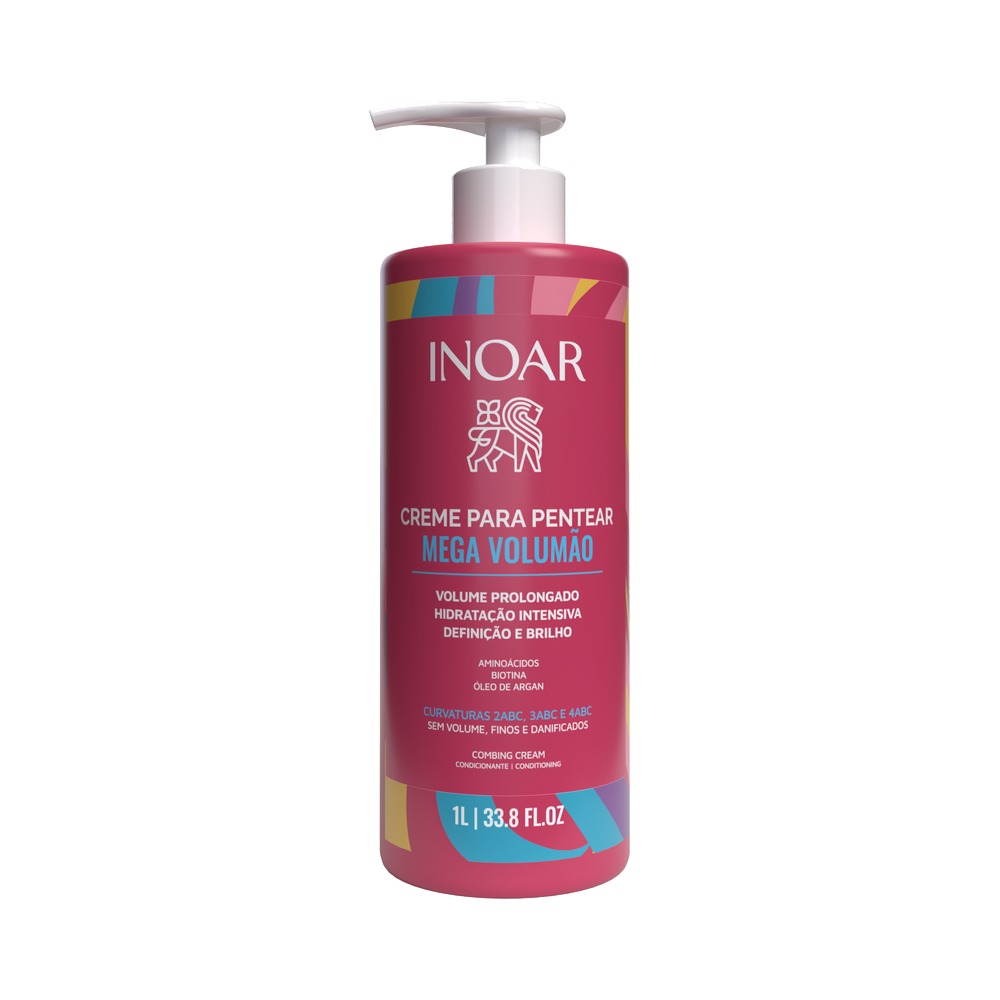 INOAR
CREME PARA PENTEAR
MEGA VOLUMÃO
VOLUME PROLONGADO
HIDRATAÇÃO INTENSIVA
DEFINIÇÃO E BRILHO
AMINOÁCIDOS
BIOTINA
ÓLEO DE ARGAN
CURVATURAS 2ABC, 3ABC E 4ABC
SEM VOLUME, FINOS E DANIFICADOS
COMBING CREAM
CONDICIONANTE | CONDITIONING
1L | 33.8 FL.OZ